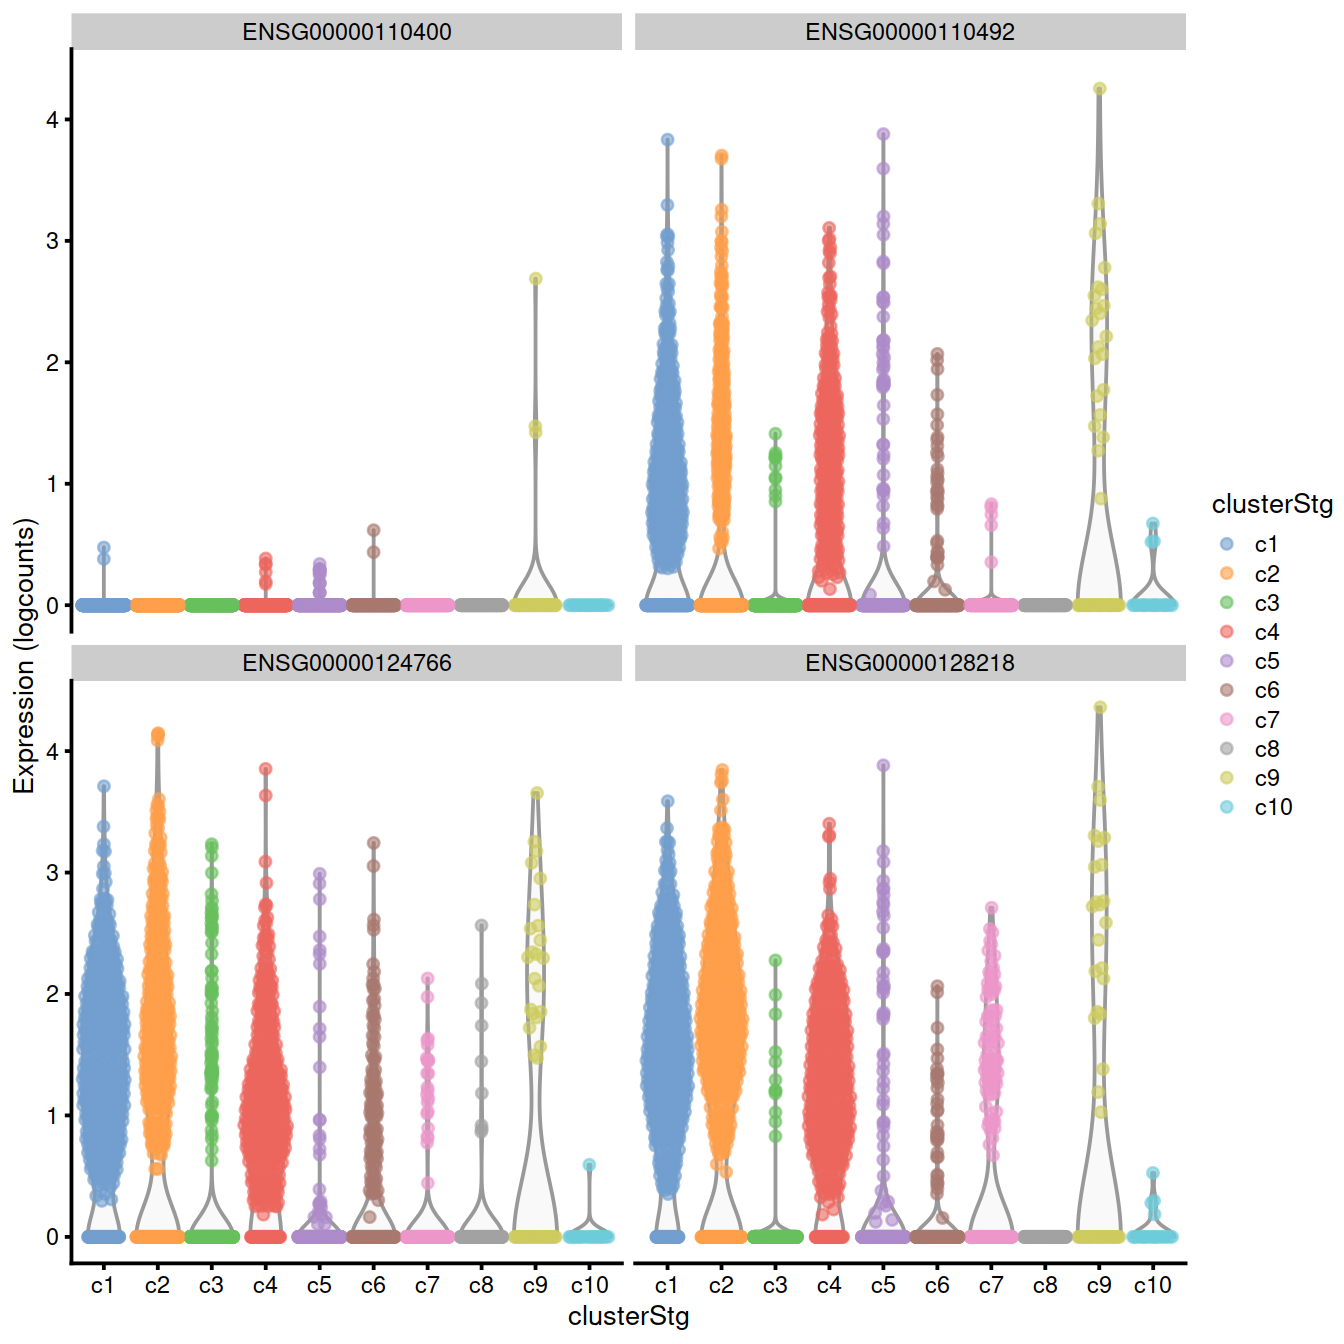 ENSG00000110400 ENSG00000110492
4
3
2
1
0
ENSG00000124766 ENSG00000128218
4
3
2
1
0
Expression (logcounts)
c1 c2 c3 c4 c5 c6 c7 c8 c9 c10 c1 c2 c3 c4 c5 c6 c7 c8 c9 c10
clusterStg
clusterStg
c1
c2
c3
c4
c5
c6
c7
c8
c9
c10